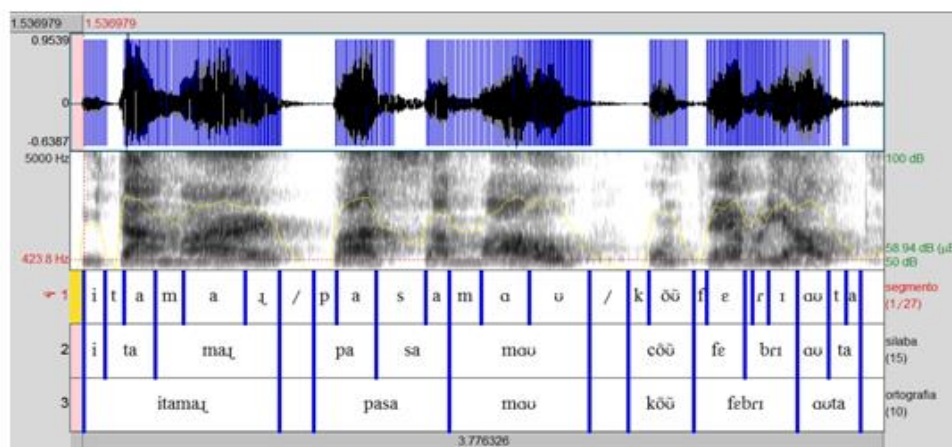 1.536979 1.536979
0.9539
0
-0.6387
5000 Hz 100 dB
58.94 dB (µE
423.8 Hz 50 dB
1 i t a m a ɻ / p a s a m ɑ ʊ / k õʊ̃ f ɛ ɾ ɪ ɑʊ t a segmento (1/27)
2 i ta maɻ pa sa mɑʊ cõʊ̃ fɛ bɾɪ ɑʊ ta silaba (15)
3 itamaɻ pasa mɑʊ kõʊ̃ fɛbɾɪ ɑʊta ortografia (10)
3.776326